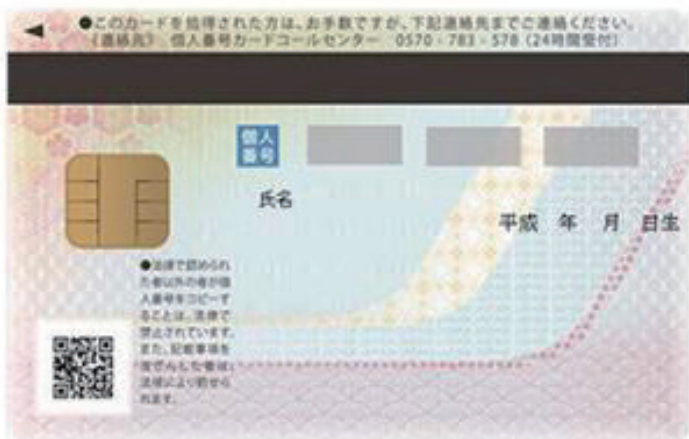 ●このカードを拾得された方は、お手数ですが、下記連絡先までご連絡ください。
《連絡先》 個人番号カードコールセンター 0570-783-578（24時間受付）
個人
番号
氏名
平成 年 月 日生
●法律で認められ
た者以外の者が個
人番号をコピーす
ることは、法律で
禁止されています。
また、記載事項を
改ざんした者は、
法律により罰せら
れます。